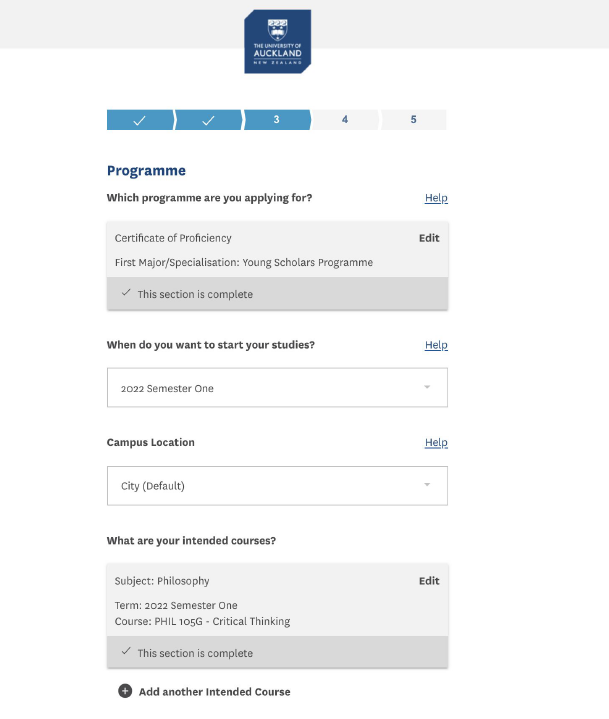 THE UNIVERSITY OF
AUCKLAND
NEW ZEALAND
3 4 5
Programme
Which programme are you applying for? Help
Certificate of Proficiency Edit
First Major/Specialisation: Young Scholars Programme
This section is complete
When do you want to start your studies? Help
2022 Semester One
Campus Location Help
City (Default)
What are your intended courses?
Subject: Philosophy Edit
Term: 2022 Semester One
Course: PHIL 105G - Critical Thinking
This section is complete
Add another Intended Course